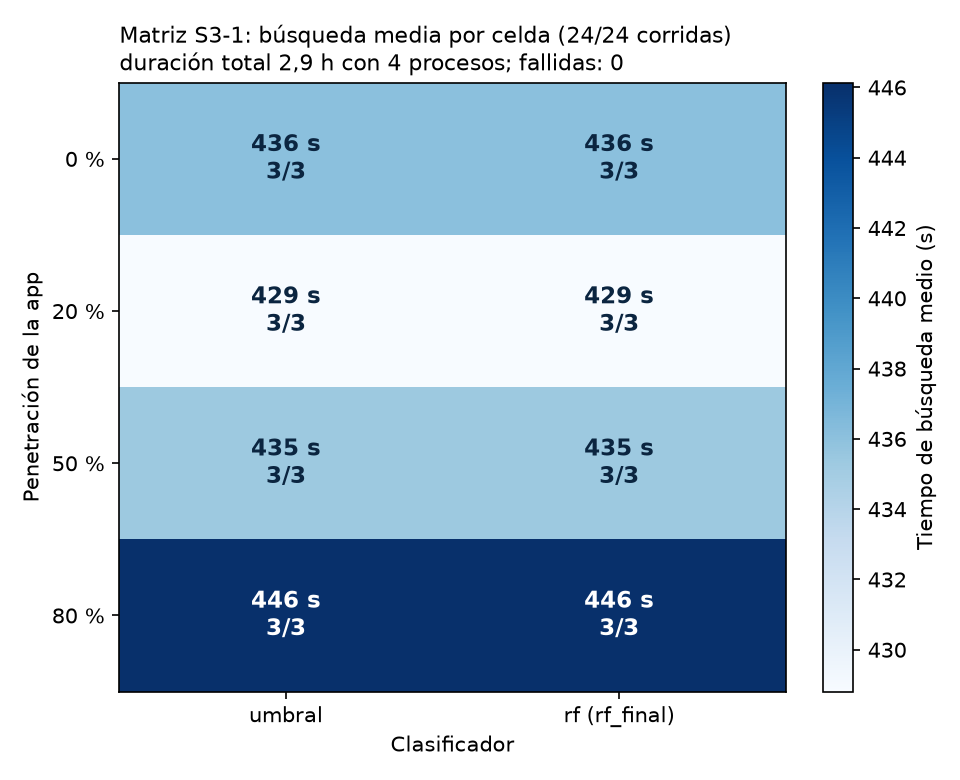 Matriz S3-1: búsqueda media por celda (24/24 corridas)
duración total 2,9 h con 4 procesos; fallidas: 0
Penetración de la app
0 %
436 s
3/3
436 s
3/3
20 %
429 s
3/3
429 s
3/3
50 %
435 s
3/3
435 s
3/3
80 %
446 s
3/3
446 s
3/3
umbral
rf (rf_final)
Clasificador
446
444
442
440
438
436
434
432
430
Tiempo de búsqueda medio (s)